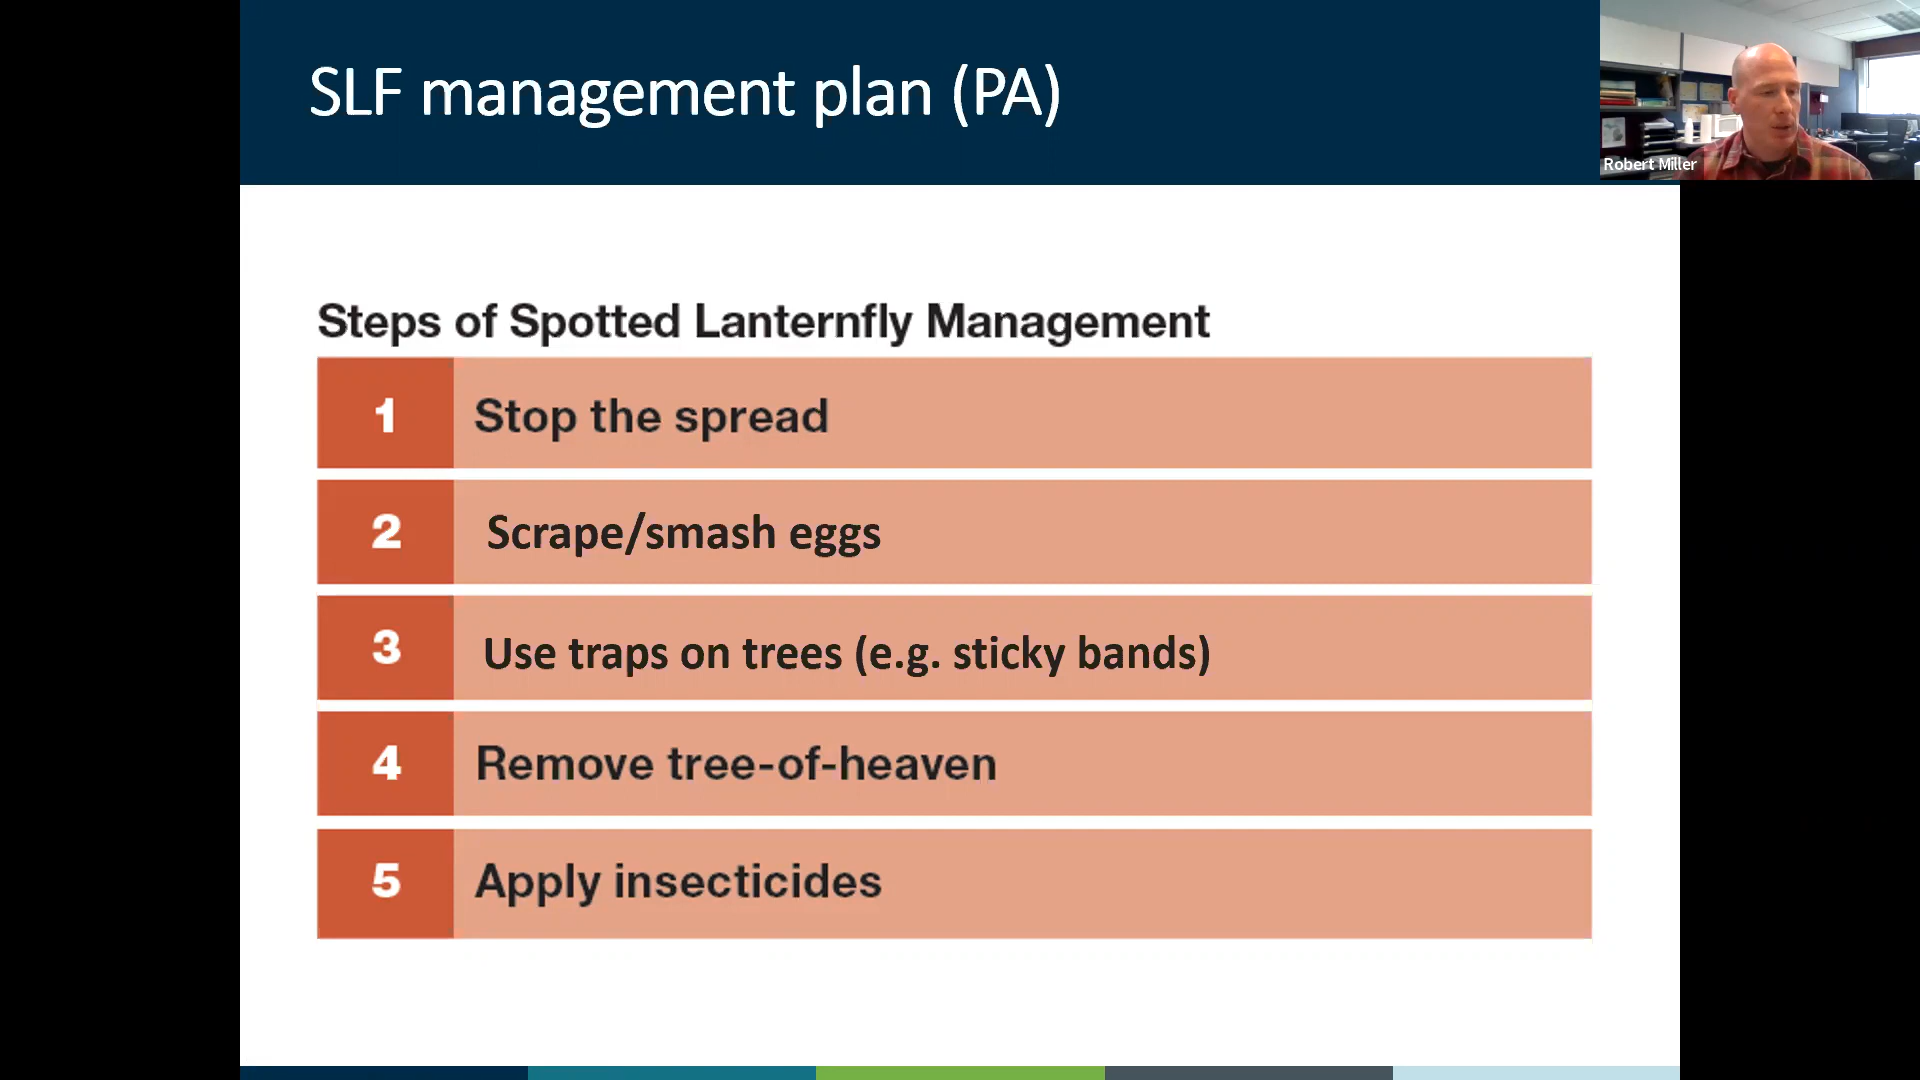 SLF management plan (PA)
Robert Miller
Steps of Spotted Lanternfly Management
1 Stop the spread
2 Scrape/smash eggs
3 Use traps on trees (e.g. sticky bands)
4 Remove tree-of-heaven
5 Apply insecticides